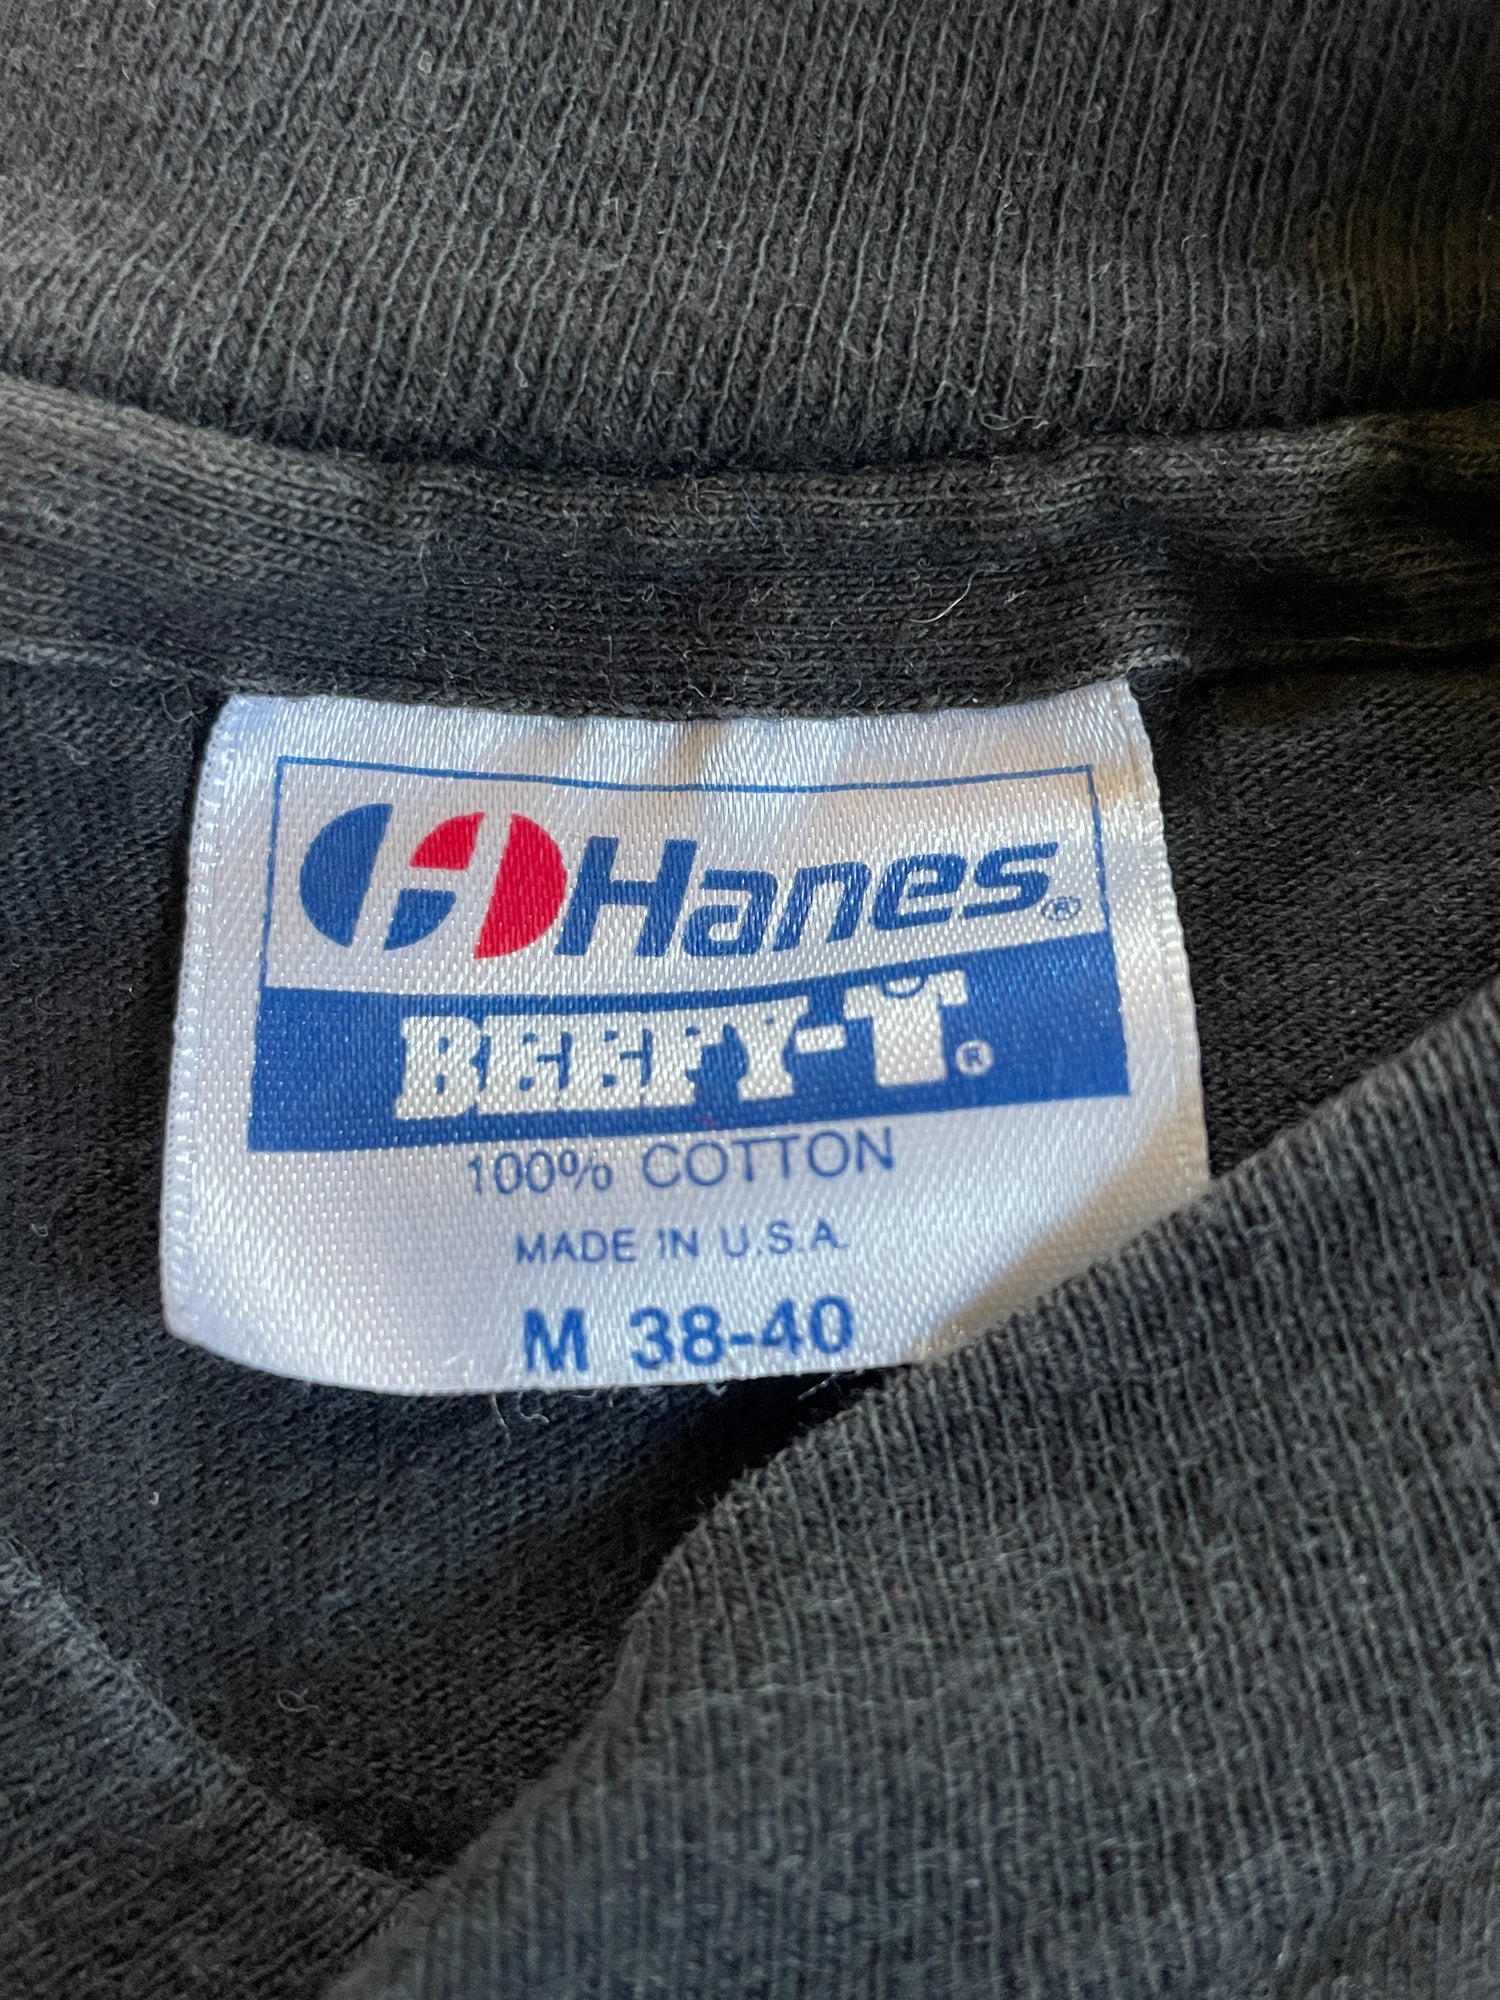 Hanes®
BEEFY-T®
100% COTTON
MADE IN U.S.A.
M 38-40